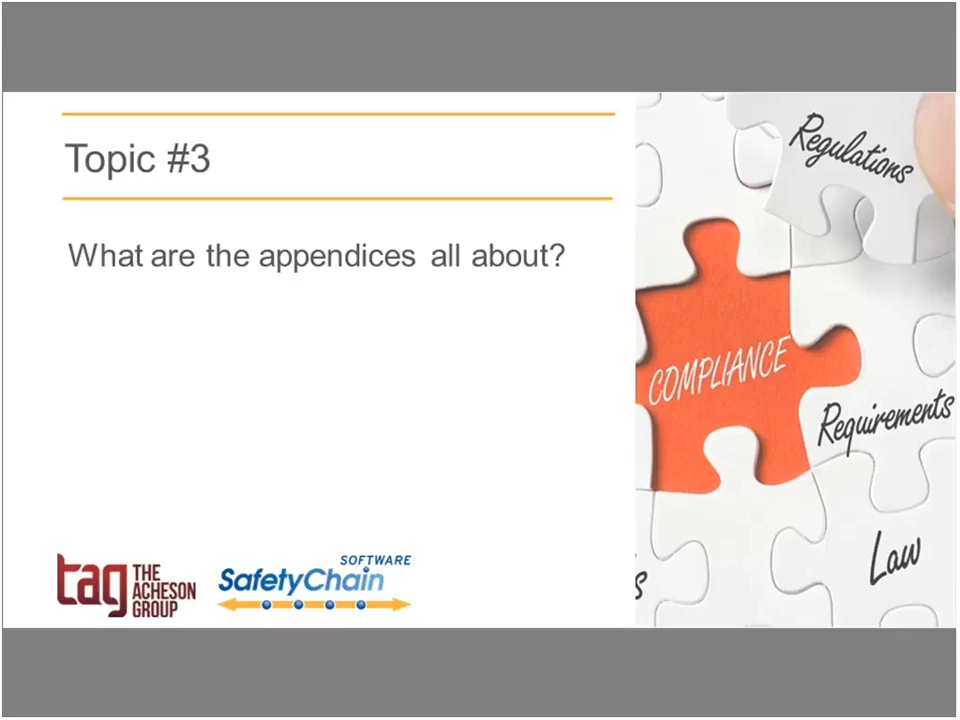 Topic #3
What are the appendices all about?
Regulations
COMPLIANCE
Requirements
Law
s
tag THE
ACHESON
GROUP
SOFTWARE
SafetyChain